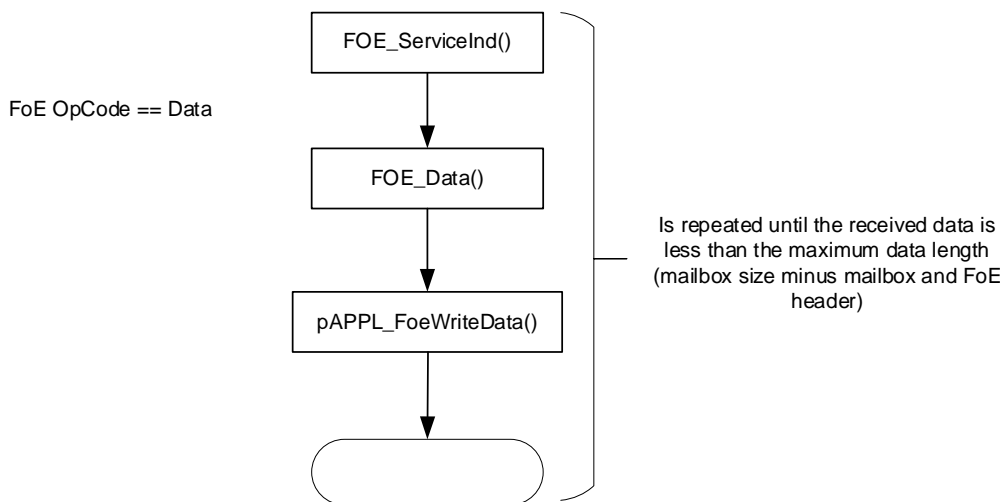 FOE_ServiceInd()
FoE OpCode == Data
FOE_Data()
Is repeated until the received data is
less than the maximum data length
(mailbox size minus mailbox and FoE
header)
pAPPL_FoeWriteData()